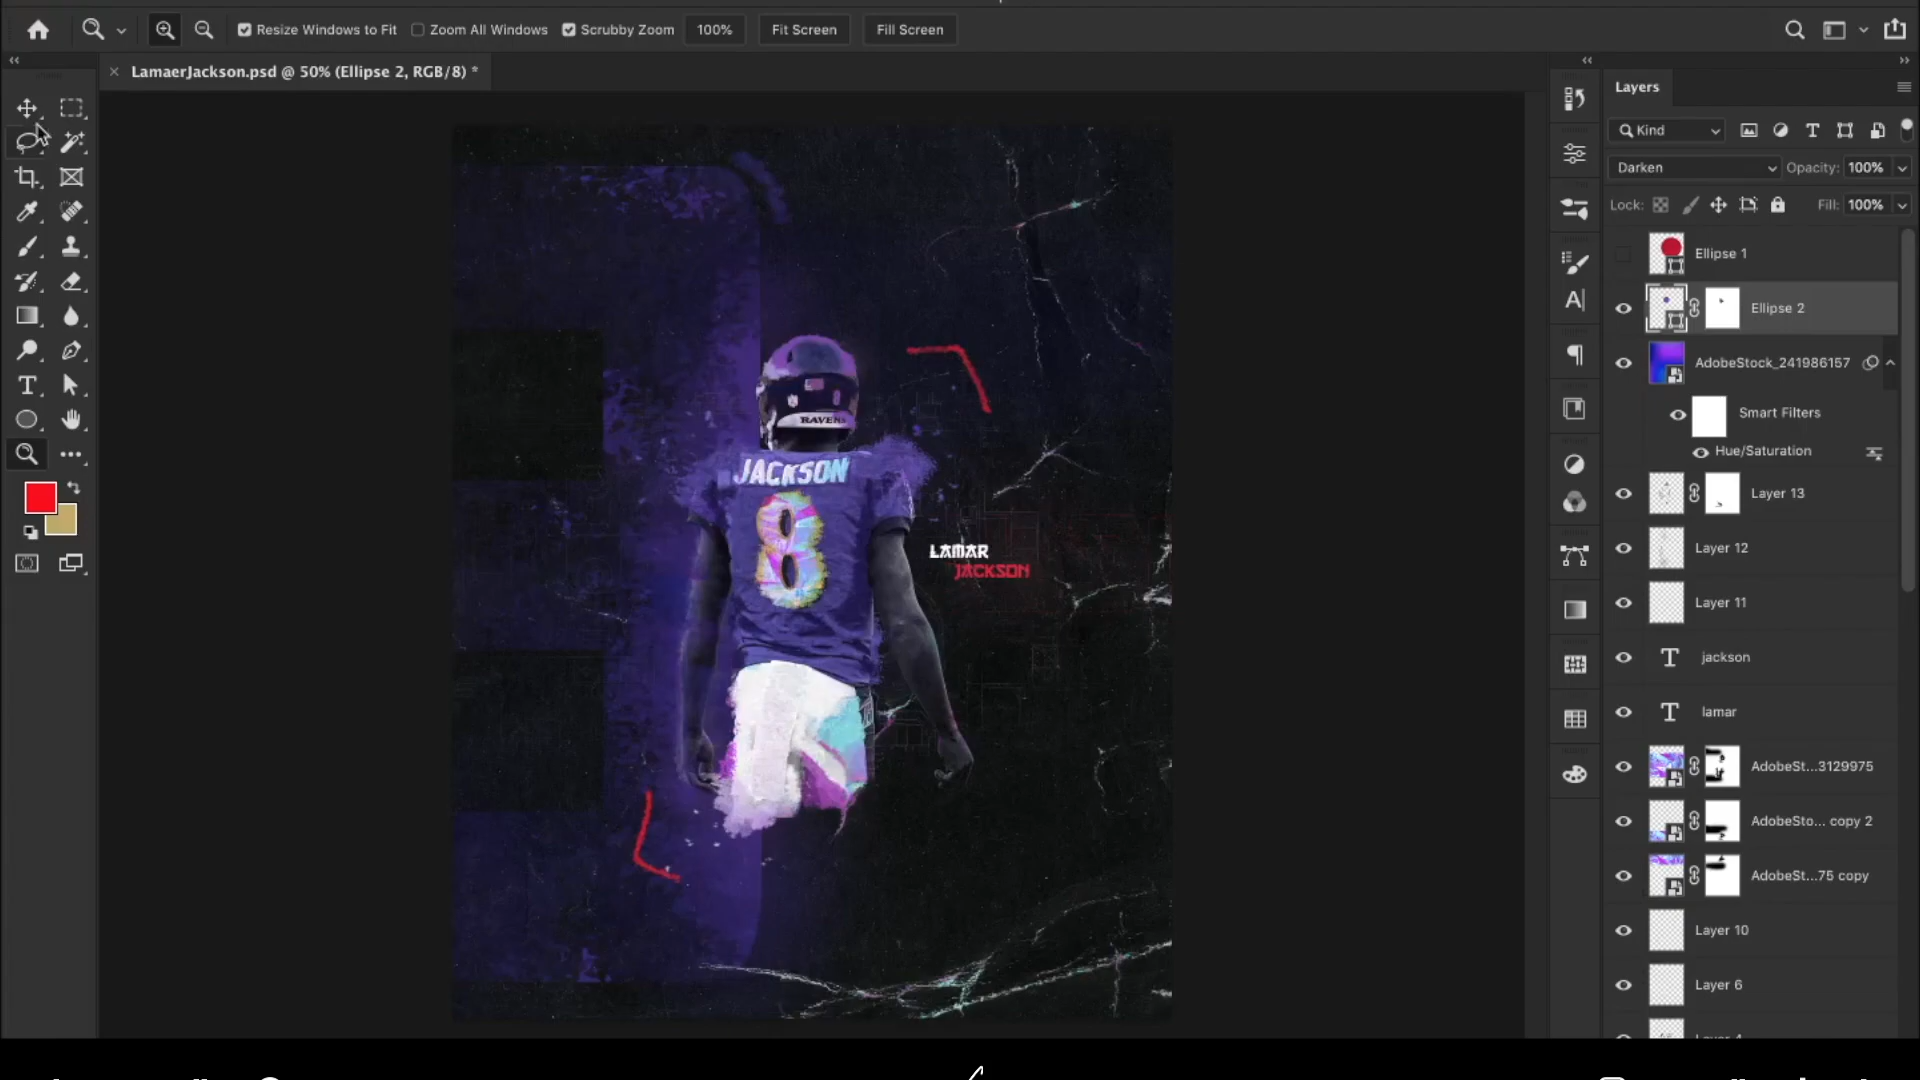 Resize Windows to Fit
Zoom All Windows
Scrubby Zoom
100%
Fit Screen
Fill Screen
LamaerJackson.psd @ 50% (Ellipse 2, RGB/8) *
RAVENS
JACKSON
8
LAMAR
JACKSON
Layers
Kind
Darken
Opacity: 100%
Lock:
Fill: 100%
Ellipse 1
Ellipse 2
AdobeStock_241986157
Smart Filters
Hue/Saturation
Layer 13
Layer 12
Layer 11
jackson
lamar
AdobeSt...3129975
AdobeSto... copy 2
AdobeSt...75 copy
Layer 10
Layer 6